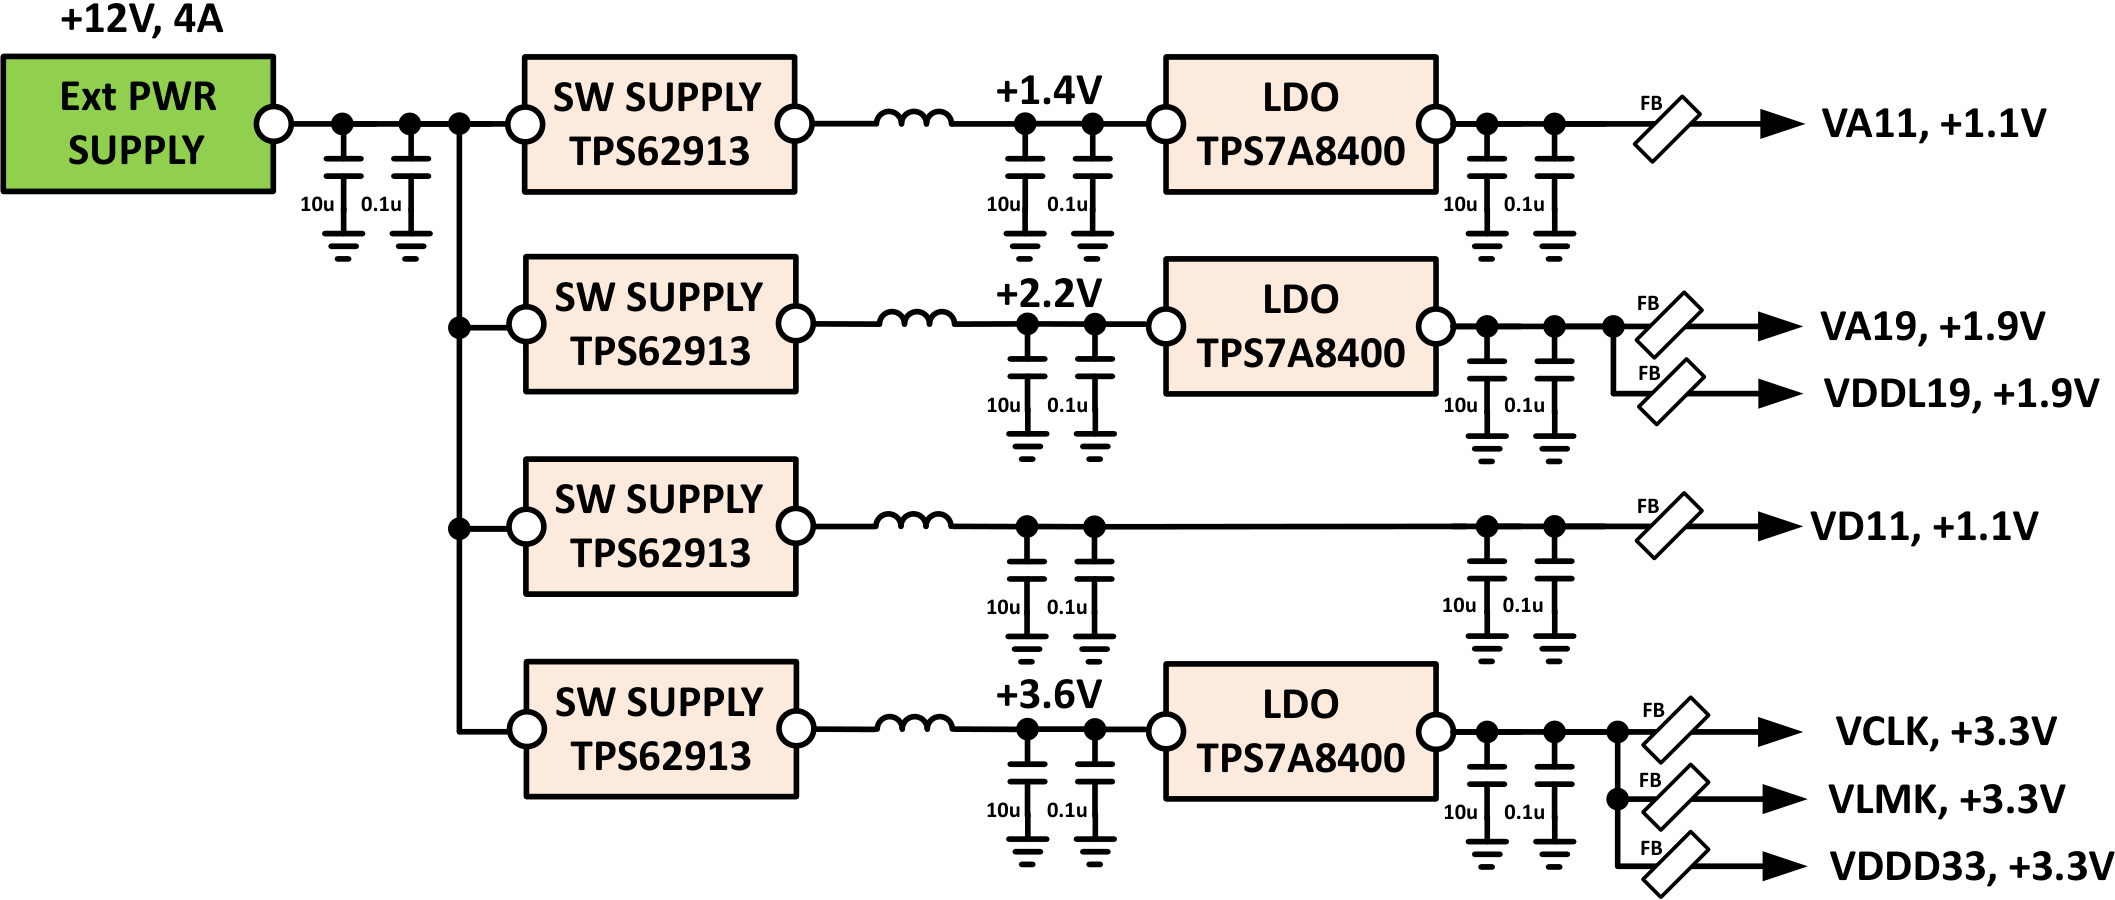 +12V, 4A
Ext PWR
SUPPLY
10u 0.1u
SW SUPPLY
TPS62913
+1.4V
10u 0.1u
LDO
TPS7A8400
10u 0.1u
FB
VA11, +1.1V
SW SUPPLY
TPS62913
+2.2V
10u 0.1u
LDO
TPS7A8400
10u 0.1u
FB
VA19, +1.9V
FB
VDDL19, +1.9V
SW SUPPLY
TPS62913
10u 0.1u
10u 0.1u
FB
VD11, +1.1V
SW SUPPLY
TPS62913
+3.6V
10u 0.1u
LDO
TPS7A8400
10u 0.1u
FB
VCLK, +3.3V
FB
VLMK, +3.3V
FB
VDDD33, +3.3V